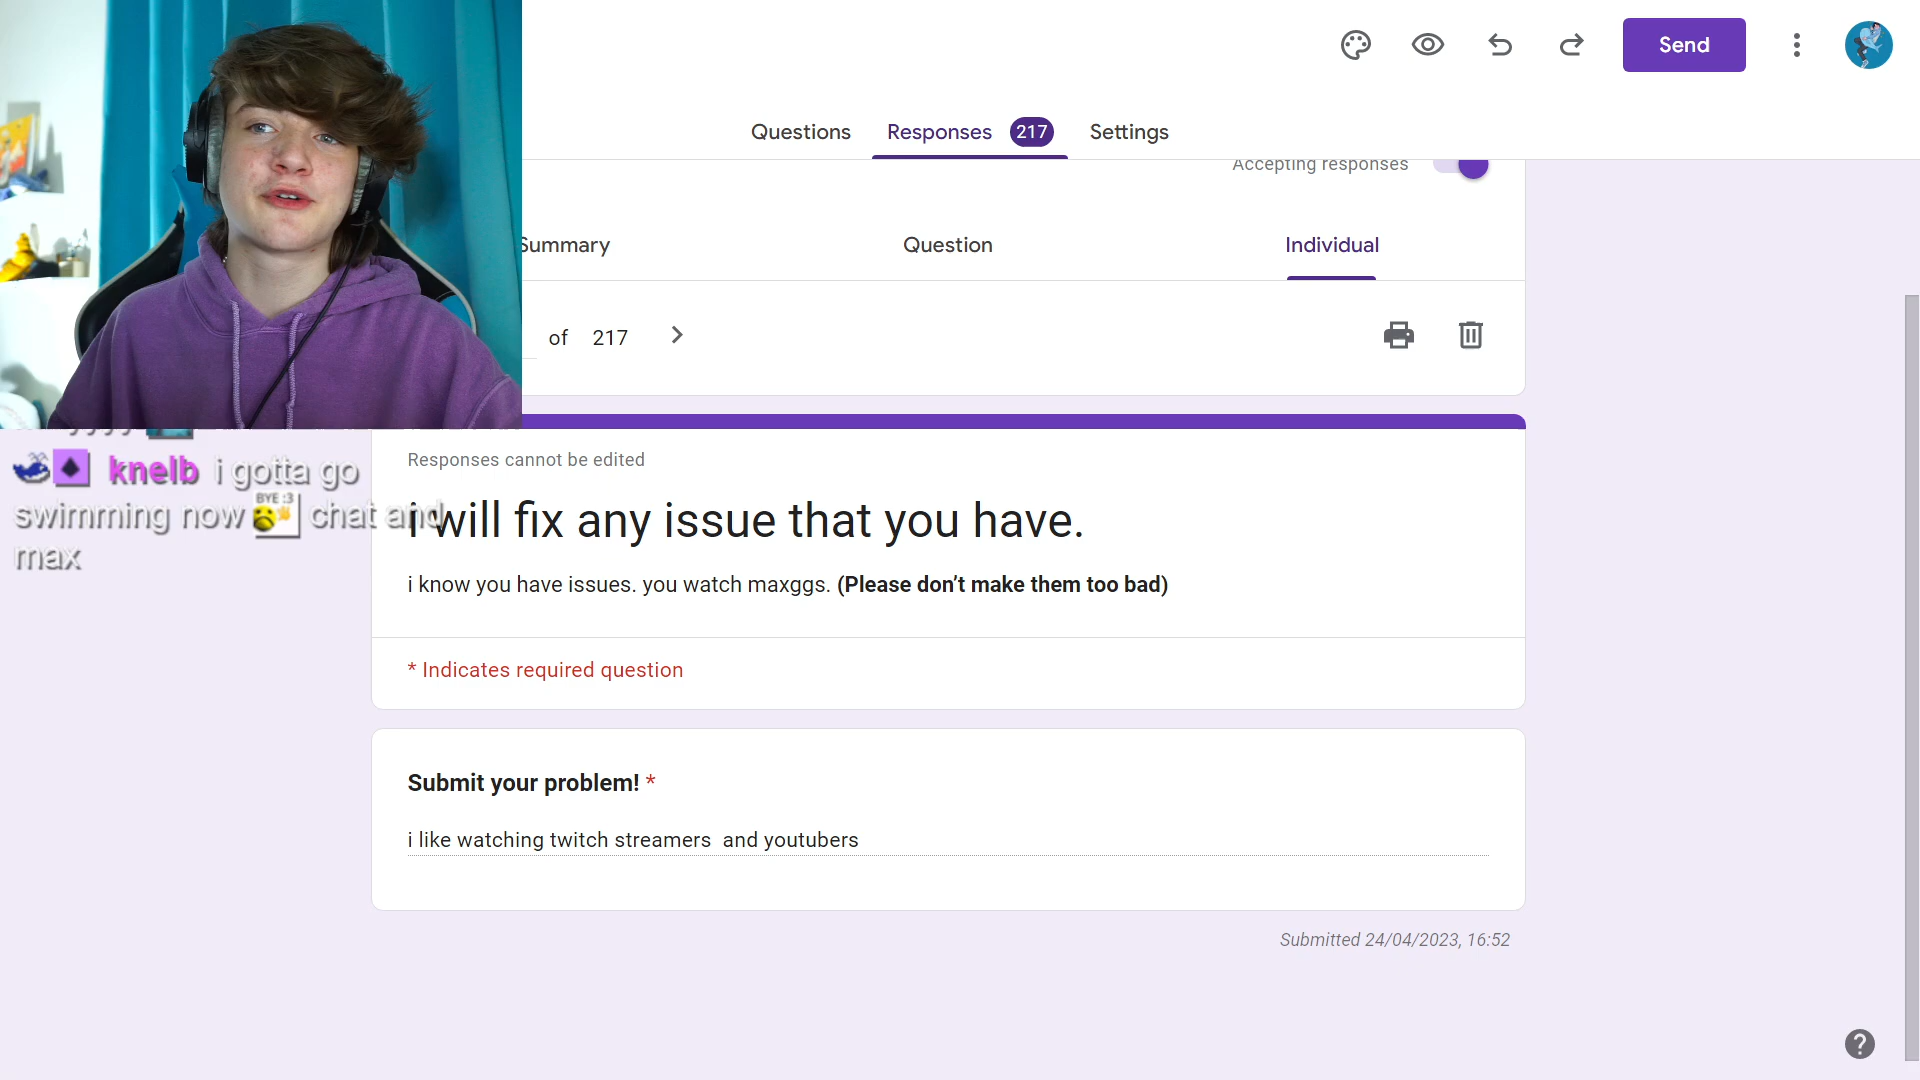 Send
Questions
Responses 217
Settings
Accepting responses
Summary
Question
Individual
of 217
Responses cannot be edited
i will fix any issue that you have.
i know you have issues. you watch maxggs. (Please don’t make them too bad)
* Indicates required question
Submit your problem! *
i like watching twitch streamers and youtubers
Submitted 24/04/2023, 16:52
knelb i gotta go
swimming now BYE :3 chat and
max